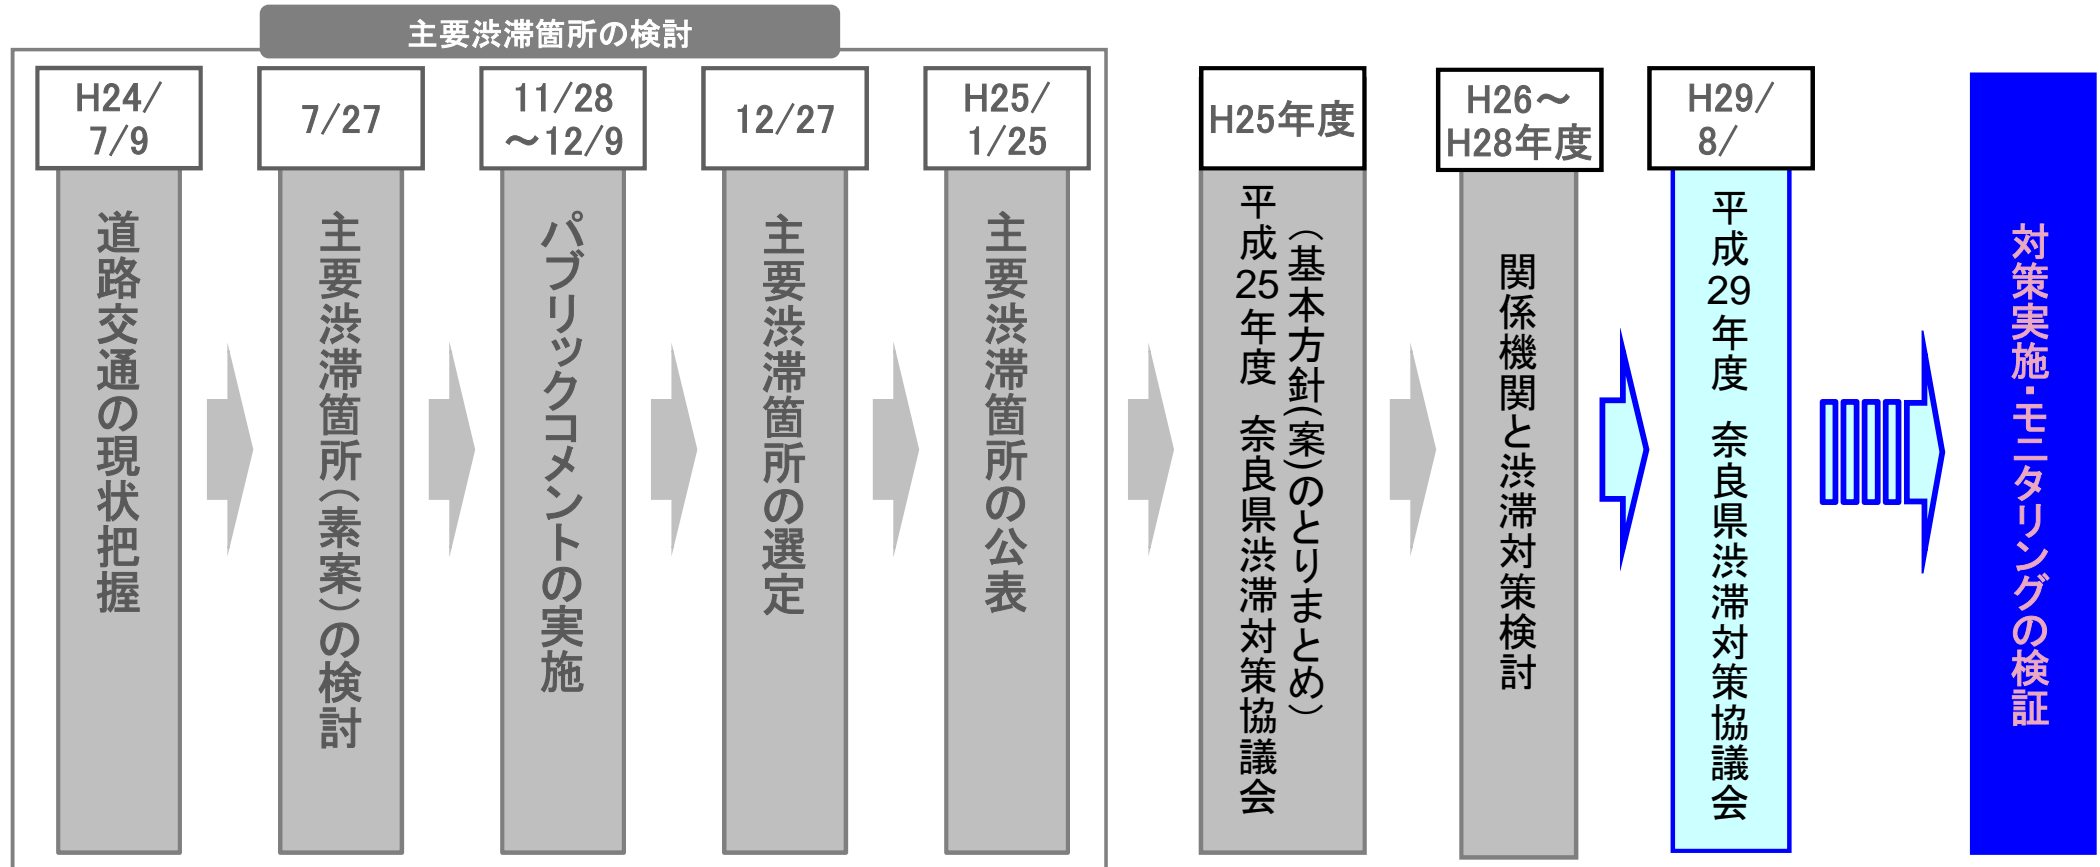 主要渋滞箇所の検討
H24/
7/9
道路交通の現状把握
7/27
主要渋滞箇所（素案）の検討
11/28
～12/9
パブリックコメントの実施
12/27
主要渋滞箇所の選定
H25/
1/25
主要渋滞箇所の公表
H25年度
平成25年度 奈良県渋滞対策協議会
（基本方針（案）のとりまとめ）
H26～
H28年度
関係機関と渋滞対策検討
H29/
8/
平成29年度 奈良県渋滞対策協議会
対策実施・モニタリングの検証